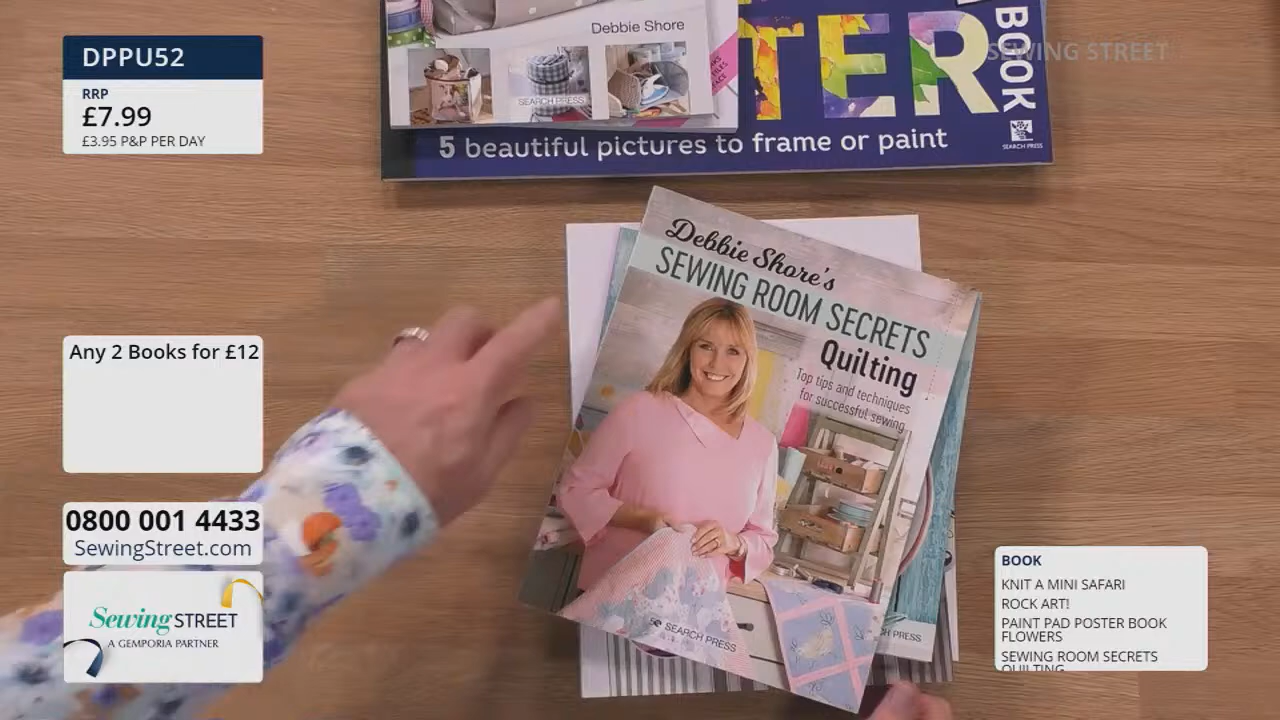 DPPU52
RRP
£7.99
£3.95 P&P PER DAY
Debbie Shore
SEARCH PRESS
TER
BOOK
SEWING STREET
5 beautiful pictures to frame or paint
SEARCH PRESS
Debbie Shore's
SEWING ROOM SECRETS
Quilting
Top tips and techniques
for successful sewing
SEARCH PRESS
CH PRESS
Any 2 Books for £12
0800 001 4433
SewingStreet.com
Sewing STREET
A GEMPORIA PARTNER
BOOK
KNIT A MINI SAFARI
ROCK ART!
PAINT PAD POSTER BOOK
FLOWERS
SEWING ROOM SECRETS
QUILTING